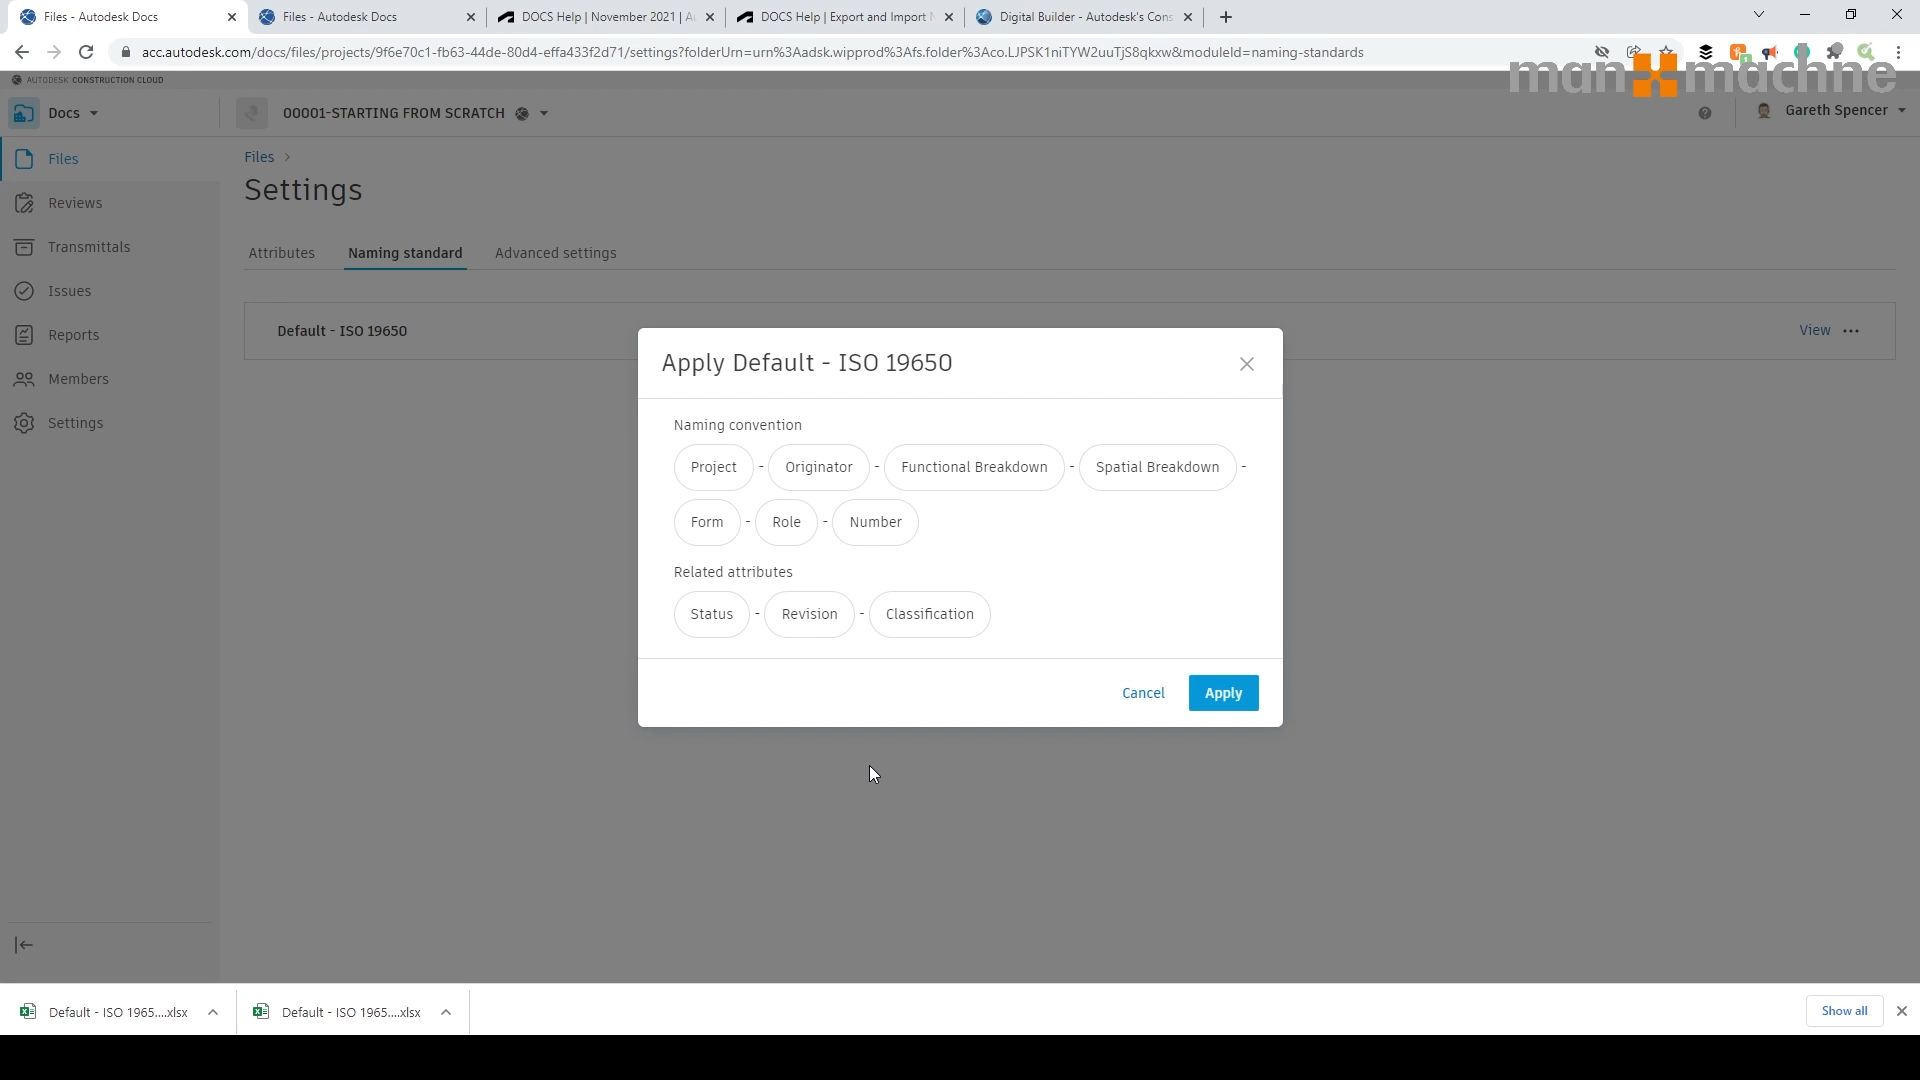 Files - Autodesk Docs
Files - Autodesk Docs
DOCS Help | November 2021 | Au
DOCS Help | Export and Import N
Digital Builder - Autodesk's Cons
acc.autodesk.com/docs/files/projects/9f6e70c1-fb63-44de-80d4-effa433f2d71/settings?folderUrn=urn%3Aadsk.wipprod%3Afs.folder%3Aco.LJPSK1niTYW2uuTjS8qkxw&moduleId=naming-standards
AUTODESK CONSTRUCTION CLOUD
man machine
Docs
00001-STARTING FROM SCRATCH
Gareth Spencer
Files
Reviews
Transmittals
Issues
Reports
Members
Settings
Files >
Settings
Attributes
Naming standard
Advanced settings
Default - ISO 19650
View
Apply Default - ISO 19650
Naming convention
Project - Originator - Functional Breakdown - Spatial Breakdown -
Form - Role - Number
Related attributes
Status - Revision - Classification
Cancel
Apply
Default - ISO 1965....xlsx
Default - ISO 1965....xlsx
Show all